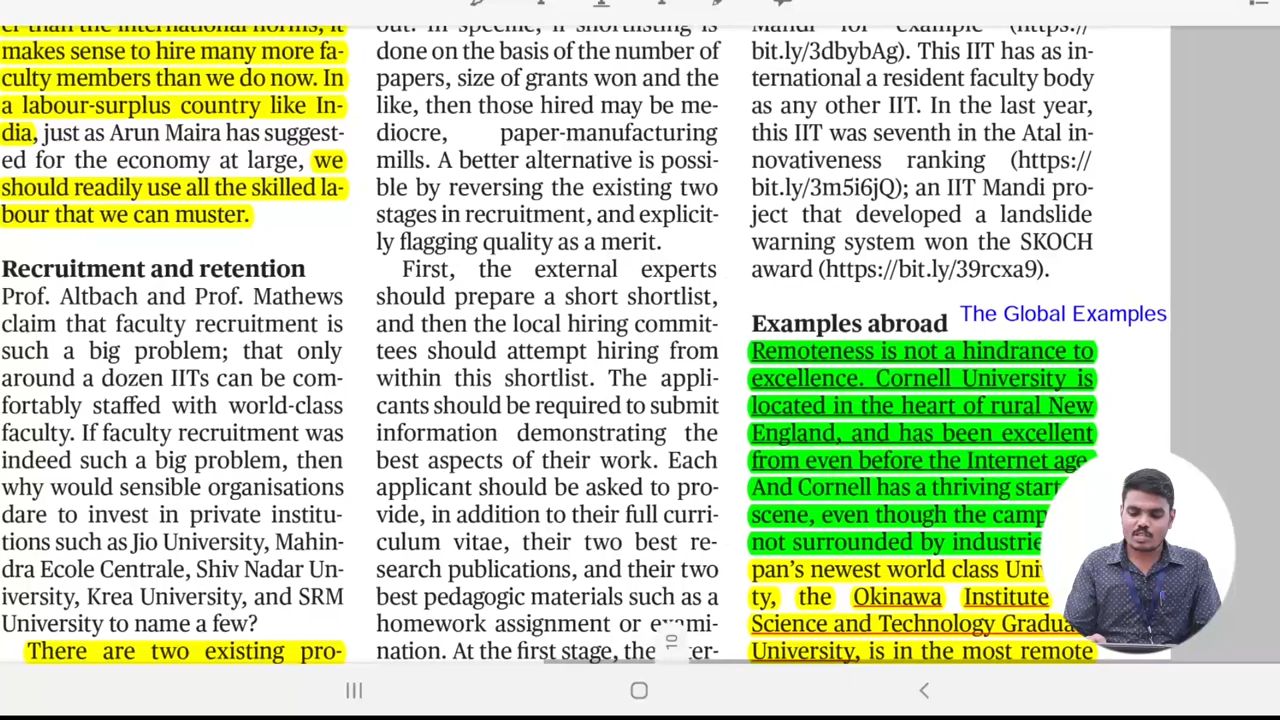 er than the international norms, it
makes sense to hire many more fa-
culty members than we do now. In
a labour-surplus country like In-
dia, just as Arun Maira has suggest-
ed for the economy at large, we
should readily use all the skilled la-
bour that we can muster.
Recruitment and retention
Prof. Altbach and Prof. Mathews
claim that faculty recruitment is
such a big problem; that only
around a dozen IITs can be com-
fortably staffed with world-class
faculty. If faculty recruitment was
indeed such a big problem, then
why would sensible organisations
dare to invest in private institu-
tions such as Jio University, Mahin-
dra Ecole Centrale, Shiv Nadar Un-
iversity, Krea University, and SRM
University to name a few?
There are two existing pro-
out. In specific, if shortlisting is
done on the basis of the number of
papers, size of grants won and the
like, then those hired may be me-
diocre, paper-manufacturing
mills. A better alternative is possi-
ble by reversing the existing two
stages in recruitment, and explicit-
ly flagging quality as a merit.
First, the external experts
should prepare a short shortlist,
and then the local hiring commit-
tees should attempt hiring from
within this shortlist. The appli-
cants should be required to submit
information demonstrating the
best aspects of their work. Each
applicant should be asked to pro-
vide, in addition to their full curri-
culum vitae, their two best re-
search publications, and their two
best pedagogic materials such as a
homework assignment or exami-
nation. At the first stage, the
10
Mandi for example (https://
bit.ly/3dbybAg). This IIT has as in-
ternational a resident faculty body
as any other IIT. In the last year,
this IIT was seventh in the Atal in-
novativeness ranking (https://
bit.ly/3m5i6jQ); an IIT Mandi pro-
ject that developed a landslide
warning system won the SKOCH
award (https://bit.ly/39rcxa9).
Examples abroad The Global Examples
Remoteness is not a hindrance to
excellence. Cornell University is
located in the heart of rural New
England, and has been excellent
from even before the Internet age.
And Cornell has a thriving start
scene, even though the camp
not surrounded by industrie
pan's newest world class Uni
ty, the Okinawa Institute
Science and Technology Gradua
University, is in the most remote